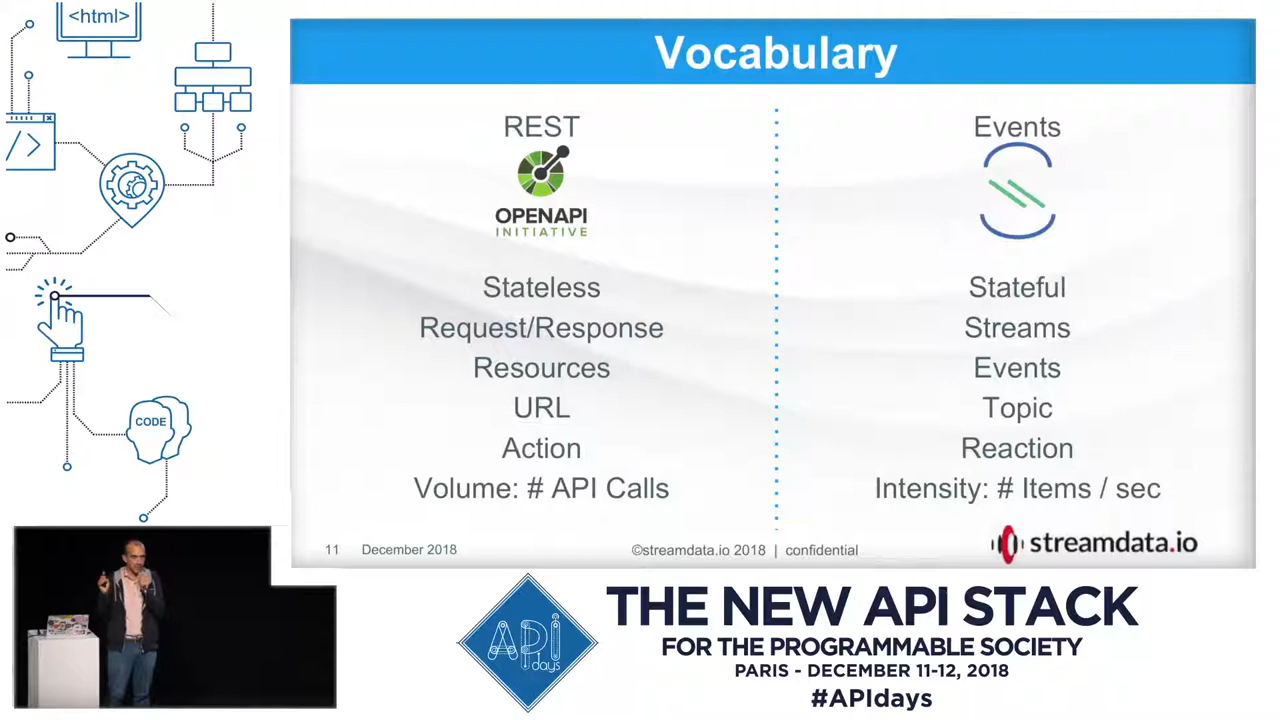 <html>
</>
CODE
Vocabulary
REST
OPENAPI
INITIATIVE
Stateless
Request/Response
Resources
URL
Action
Volume: # API Calls
Events
Stateful
Streams
Events
Topic
Reaction
Intensity: # Items / sec
11 December 2018
©streamdata.io 2018 | confidential
streamdata.io
API
days
THE NEW API STACK
FOR THE PROGRAMMABLE SOCIETY
PARIS - DECEMBER 11-12, 2018
#APIdays